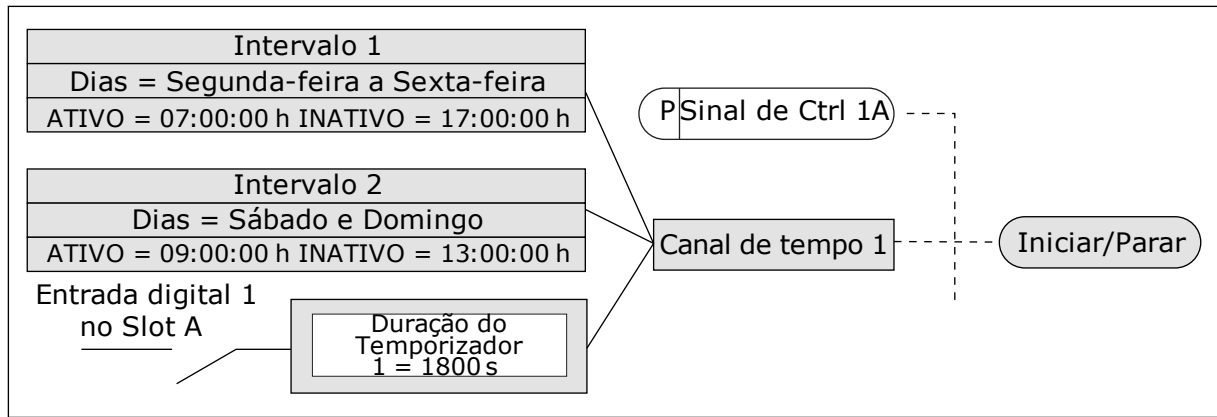 Intervalo 1
Dias = Segunda-feira a Sexta-feira
ATIVO = 07:00:00 h INATIVO = 17:00:00 h
P Sinal de Ctrl 1A
Intervalo 2
Dias = Sábado e Domingo
ATIVO = 09:00:00 h INATIVO = 13:00:00 h
Canal de tempo 1
Iniciar/Parar
Entrada digital 1
no Slot A
Duração do
Temporizador
1 = 1800 s